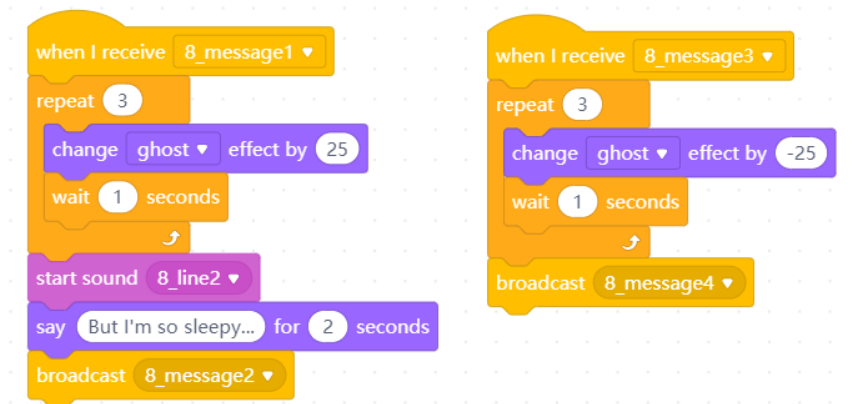 when I receive 8_message1
repeat 3
change ghost effect by 25
wait 1 seconds
start sound 8_line2
say But I'm so sleepy... for 2 seconds
broadcast 8_message2
when I receive 8_message3
repeat 3
change ghost effect by -25
wait 1 seconds
broadcast 8_message4